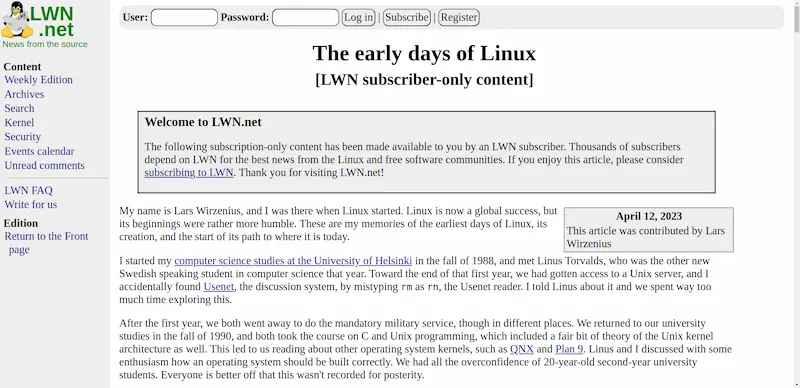 LWN
.net
News from the source
Content
Weekly Edition
Archives
Search
Kernel
Security
Events calendar
Unread comments
LWN FAQ
Write for us
Edition
Return to the Front
page
User: Password: Log in | Subscribe | Register
The early days of Linux
[LWN subscriber-only content]
Welcome to LWN.net
The following subscription-only content has been made available to you by an LWN subscriber. Thousands of subscribers
depend on LWN for the best news from the Linux and free software communities. If you enjoy this article, please consider
subscribing to LWN. Thank you for visiting LWN.net!
April 12, 2023
This article was contributed by Lars
Wirzenius
My name is Lars Wirzenius, and I was there when Linux started. Linux is now a global success, but
its beginnings were rather more humble. These are my memories of the earliest days of Linux, its
creation, and the start of its path to where it is today.
I started my computer science studies at the University of Helsinki in the fall of 1988, and met Linus Torvalds, who was the other new
Swedish speaking student in computer science that year. Toward the end of that first year, we had gotten access to a Unix server, and I
accidentally found Usenet, the discussion system, by mistyping rm as rn, the Usenet reader. I told Linus about it and we spent way too
much time exploring this.
After the first year, we both went away to do the mandatory military service, though in different places. We returned to our university
studies in the fall of 1990, and both took the course on C and Unix programming, which included a fair bit of theory of the Unix kernel
architecture as well. This led to us reading about other operating system kernels, such as QNX and Plan 9. Linus and I discussed with some
enthusiasm how an operating system should be built correctly. We had all the overconfidence of 20-year-old second-year university
students. Everyone is better off that this wasn't recorded for posterity.